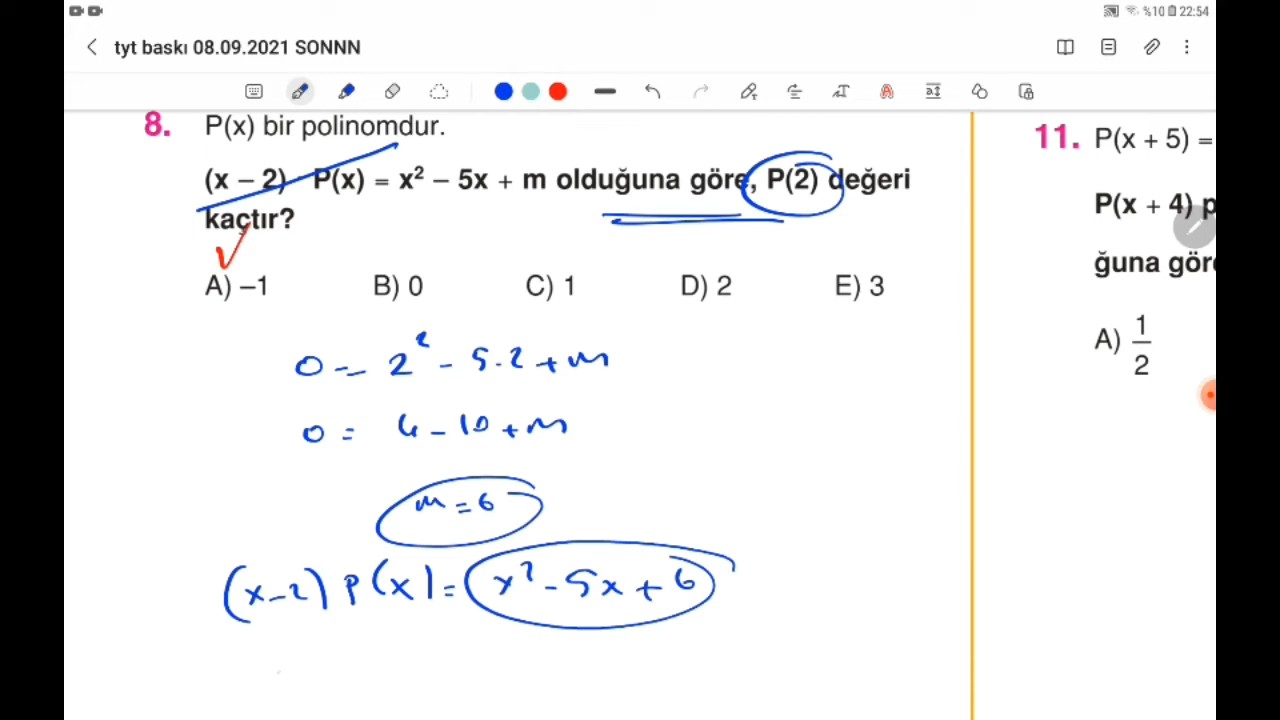 %10 22:54
tyt baskı 08.09.2021 SONNN
8. P(x) bir polinomdur.
(x – 2) P(x) = x² – 5x + m olduğuna göre, P(2) değeri
kaçtır?
A) –1 B) 0 C) 1 D) 2 E) 3
0 = 2² - 5.2 + m
0 = 4 - 10 + m
m = 6
(x-2) P(x) = x² - 5x + 6
11. P(x + 5) =
P(x + 4) p
ğuna gör
A) 1/2